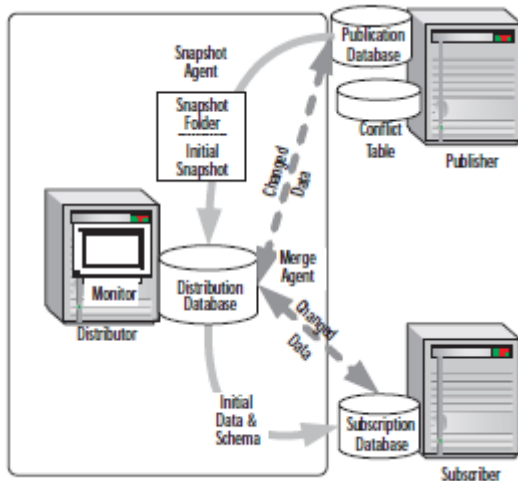 Publication
Database
Snapshot
Agent
Snapshot
Folder
Initial
Snapshot
Conflict
Table
Publisher
Changed
Data
Merge
Agent
Monitor
Distributor
Distribution
Database
Changed
Data
Initial
Data &
Schema
Subscription
Database
Subscriber